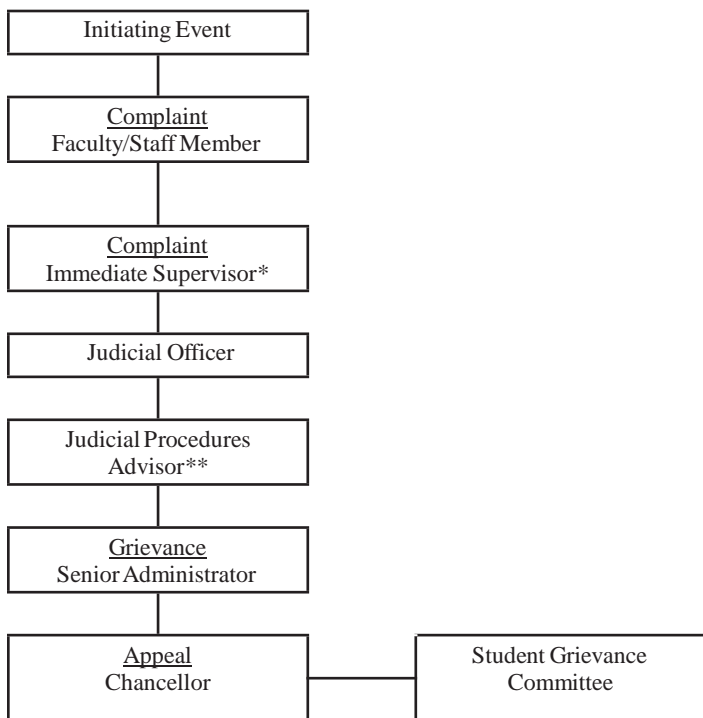 Initiating Event
Complaint
Faculty/Staff Member
Complaint
Immediate Supervisor*
Judicial Officer
Judicial Procedures
Advisor**
Grievance
Senior Administrator
Appeal
Chancellor
Student Grievance
Committee